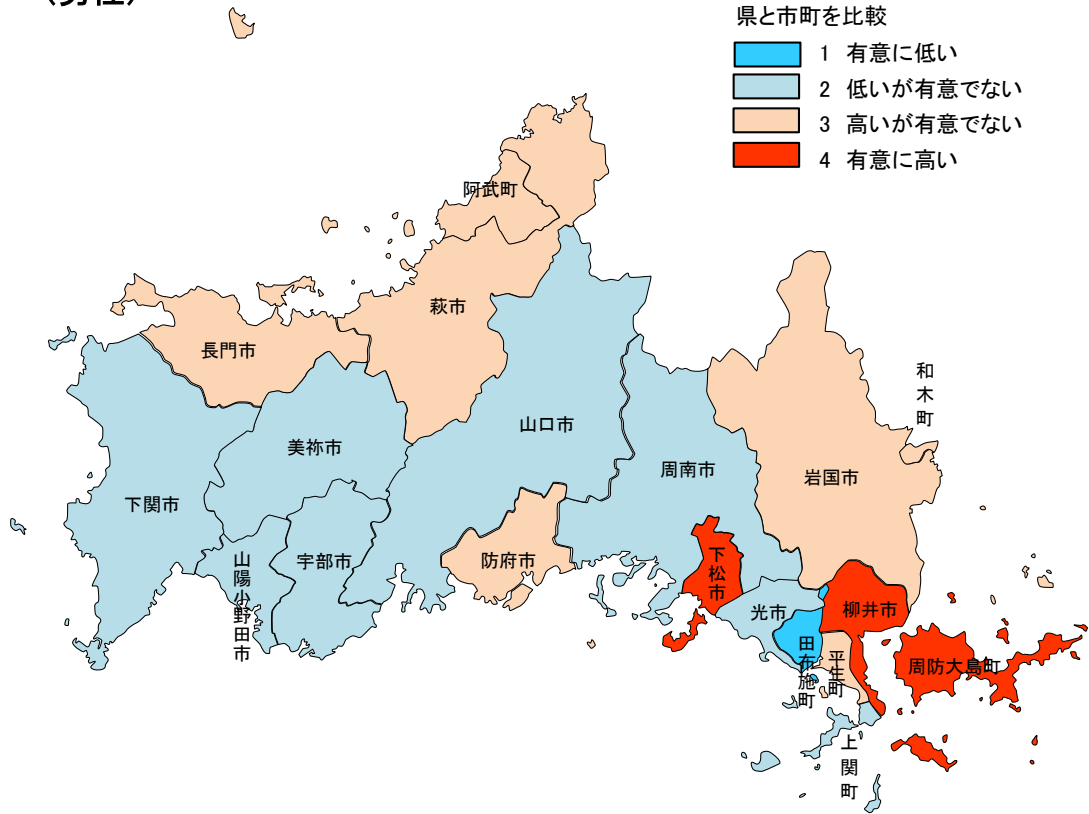 県と市町を比較
1 有意に低い
2 低いが有意でない
3 高いが有意でない
4 有意に高い
阿武町
萩市
長門市
和木町
山口市
美祢市
周南市
岩国市
下関市
防府市
宇部市
山陽小野田市
下松市
光市
柳井市
田布施町
平生町
周防大島町
上関町